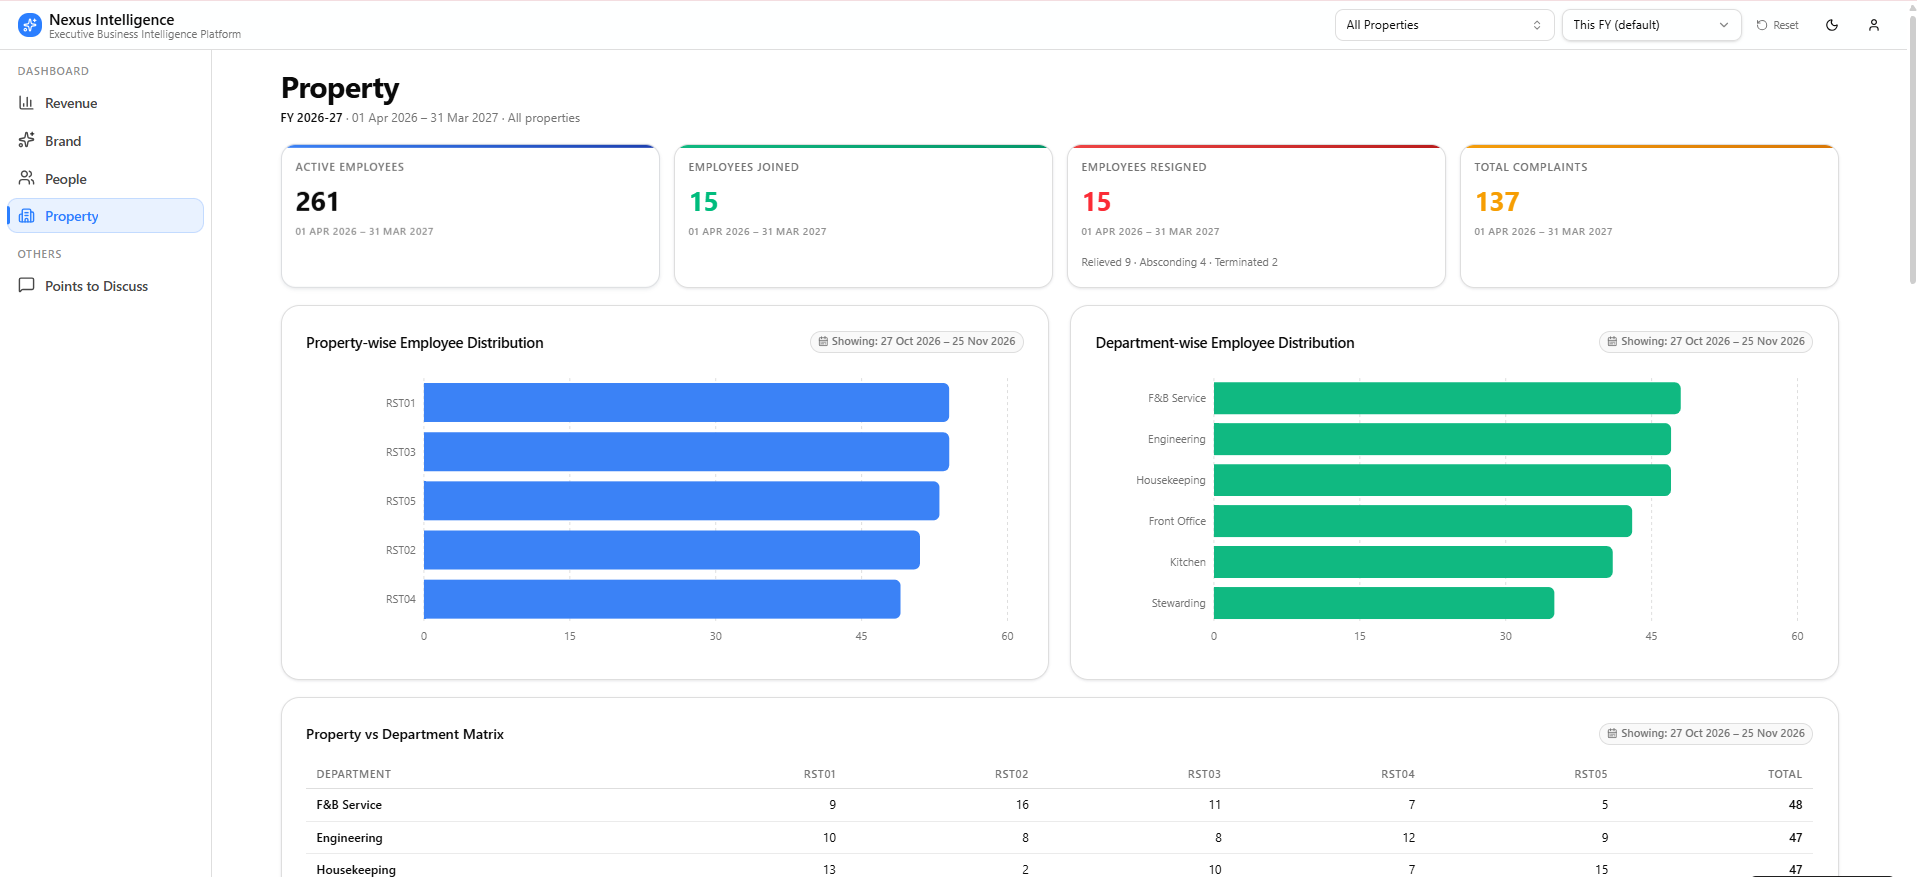 Nexus Intelligence
Executive Business Intelligence Platform
All Properties
This FY (default)
Reset
DASHBOARD
Revenue
Brand
People
Property
OTHERS
Points to Discuss
Property
FY 2026-27 · 01 Apr 2026 – 31 Mar 2027 · All properties
ACTIVE EMPLOYEES
261
01 APR 2026 – 31 MAR 2027
EMPLOYEES JOINED
15
01 APR 2026 – 31 MAR 2027
EMPLOYEES RESIGNED
15
01 APR 2026 – 31 MAR 2027
Relieved 9 · Absconding 4 · Terminated 2
TOTAL COMPLAINTS
137
01 APR 2026 – 31 MAR 2027
Property-wise Employee Distribution
Showing: 27 Oct 2026 – 25 Nov 2026
RST01
RST03
RST05
RST02
RST04
0 15 30 45 60
Department-wise Employee Distribution
Showing: 27 Oct 2026 – 25 Nov 2026
F&B Service
Engineering
Housekeeping
Front Office
Kitchen
Stewarding
0 15 30 45 60
Property vs Department Matrix
Showing: 27 Oct 2026 – 25 Nov 2026
DEPARTMENT RST01 RST02 RST03 RST04 RST05 TOTAL
F&B Service 9 16 11 7 5 48
Engineering 10 8 8 12 9 47
Housekeeping 13 2 10 7 15 47